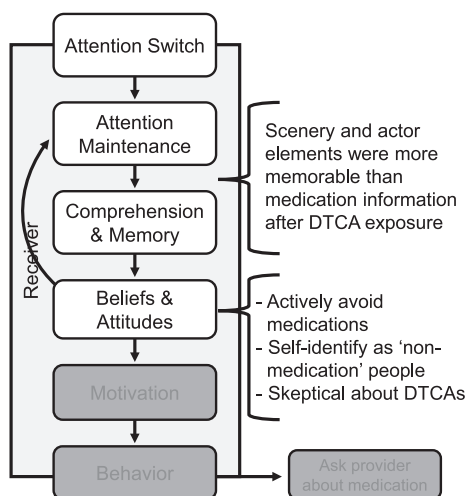 Attention Switch
Attention
Maintenance
Comprehension
& Memory
Receiver
Beliefs &
Attitudes
Motivation
Behavior
Scenery and actor
elements were more
memorable than
medication information
after DTCA exposure
- Actively avoid
medications
- Self-identify as 'non-
medication' people
- Skeptical about DTCAs
Ask provider
about medication